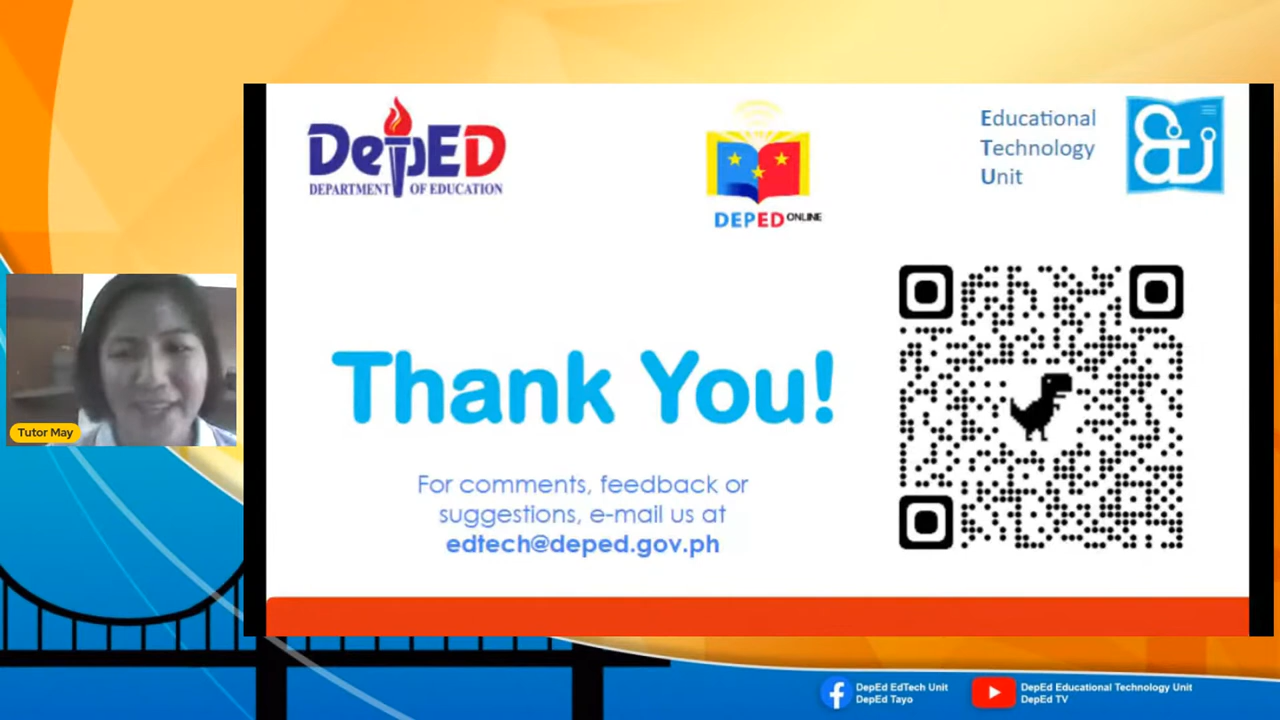 DepED
DEPARTMENT OF EDUCATION
DEPED ONLINE
Educational
Technology
Unit
Thank You!
For comments, feedback or
suggestions, e-mail us at
edtech@deped.gov.ph
Tutor May
DepEd EdTech Unit
DepEd Tayo
DepEd Educational Technology Unit
DepEd TV